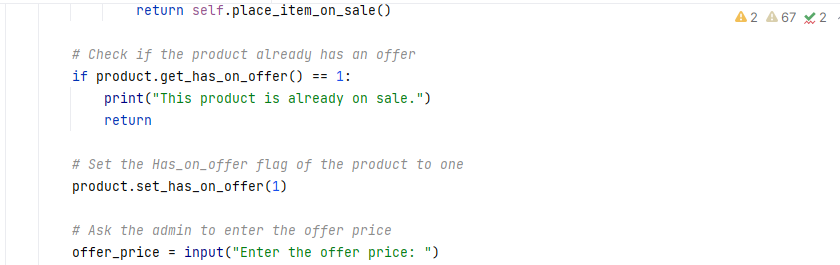 return self.place_item_on_sale()
2 67 2
# Check if the product already has an offer
if product.get_has_on_offer() == 1:
print("This product is already on sale.")
return
# Set the Has_on_offer flag of the product to one
product.set_has_on_offer(1)
# Ask the admin to enter the offer price
offer_price = input("Enter the offer price: ")